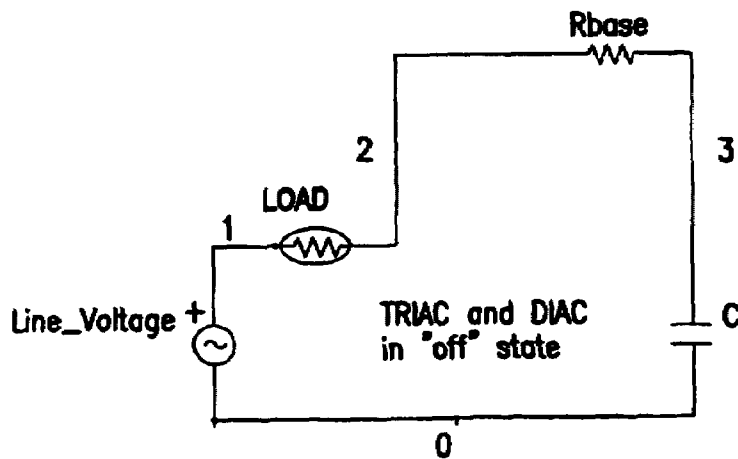 Rbase
2
3
LOAD
1
Line_Voltage +
TRIAC and DIAC
in "off" state
C
0